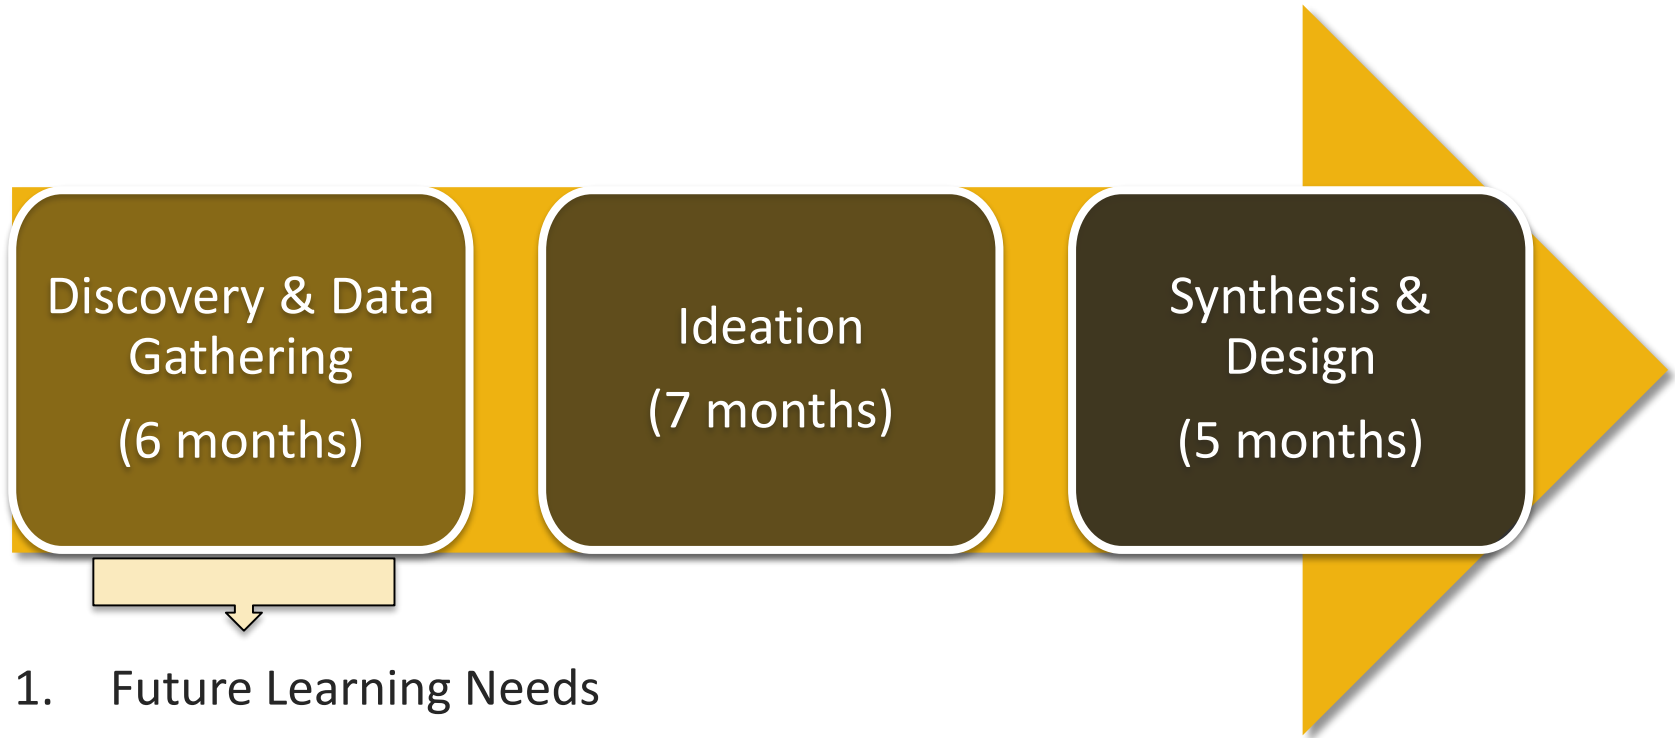 Discovery & Data
Gathering
(6 months)
Ideation
(7 months)
Synthesis &
Design
(5 months)
1. Future Learning Needs